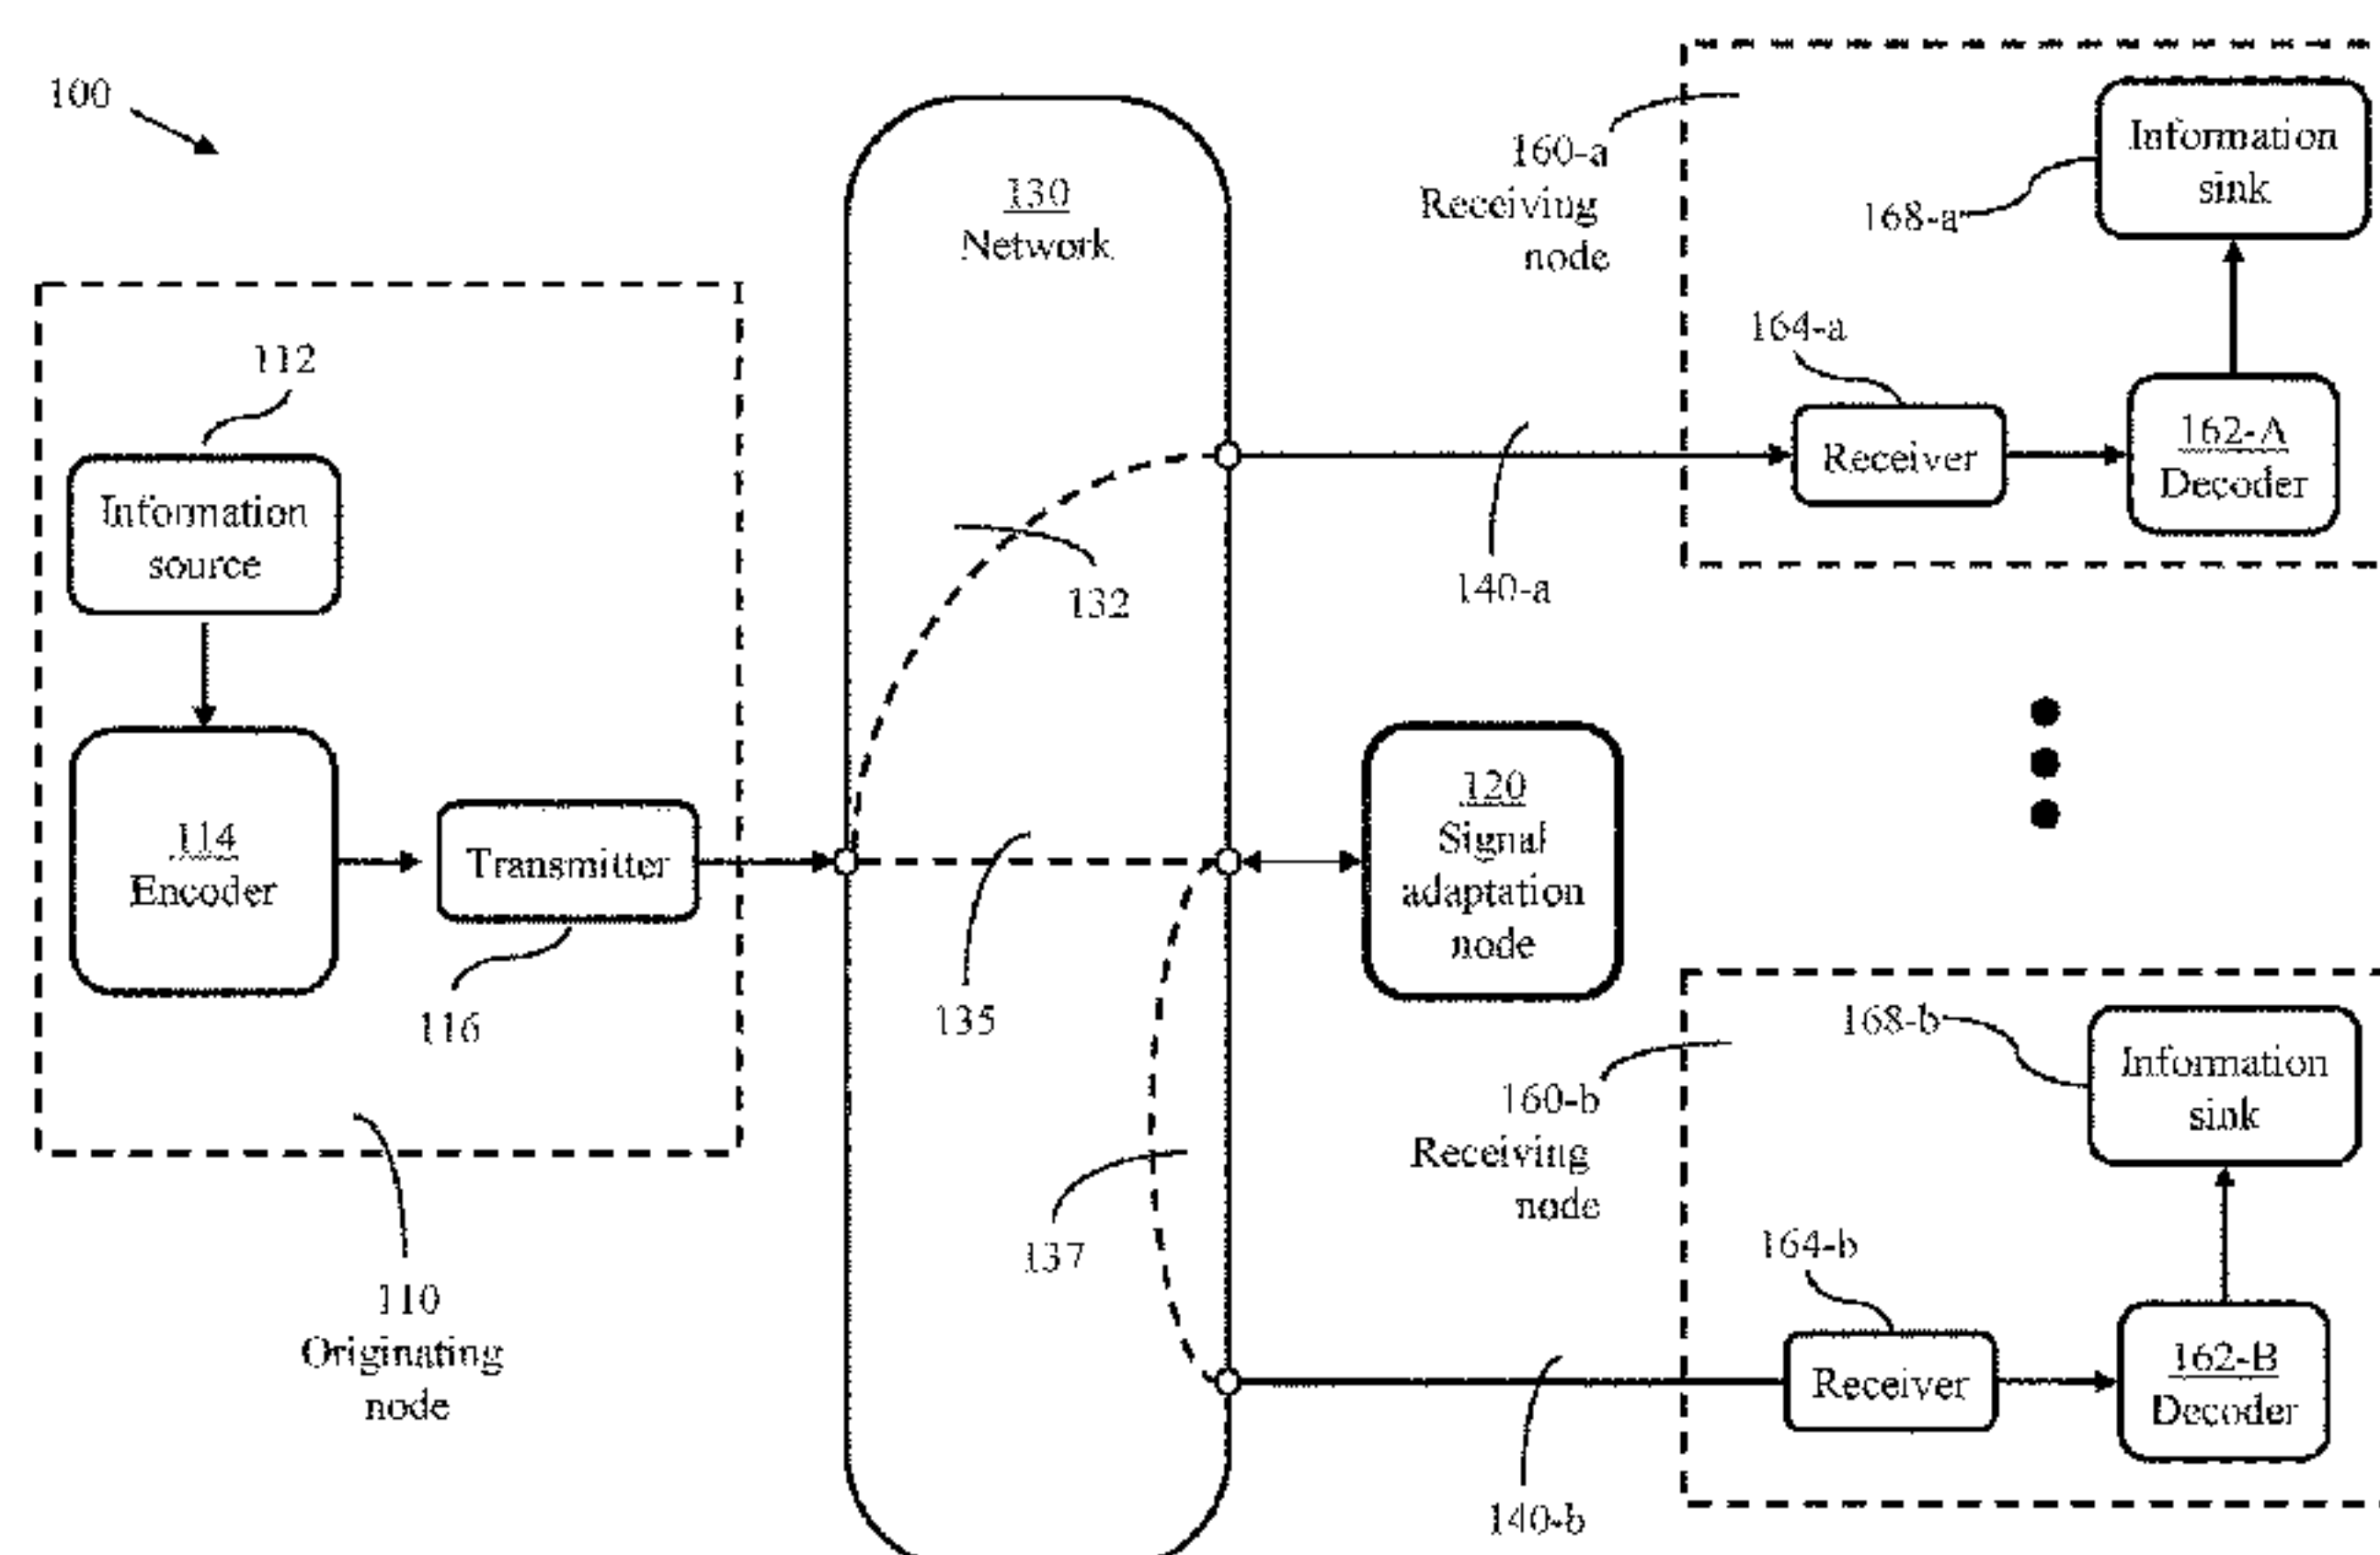 100
112
Information
source
114
Encoder
Transmitter
116
110
Originating
node
130
Network
132
135
137
140-a
120
Signal
adaptation
node
140-b
160-a
Receiving
node
168-a
Information
sink
164-a
Receiver
162-A
Decoder
160-b
Receiving
node
168-b
Information
sink
164-b
Receiver
162-B
Decoder